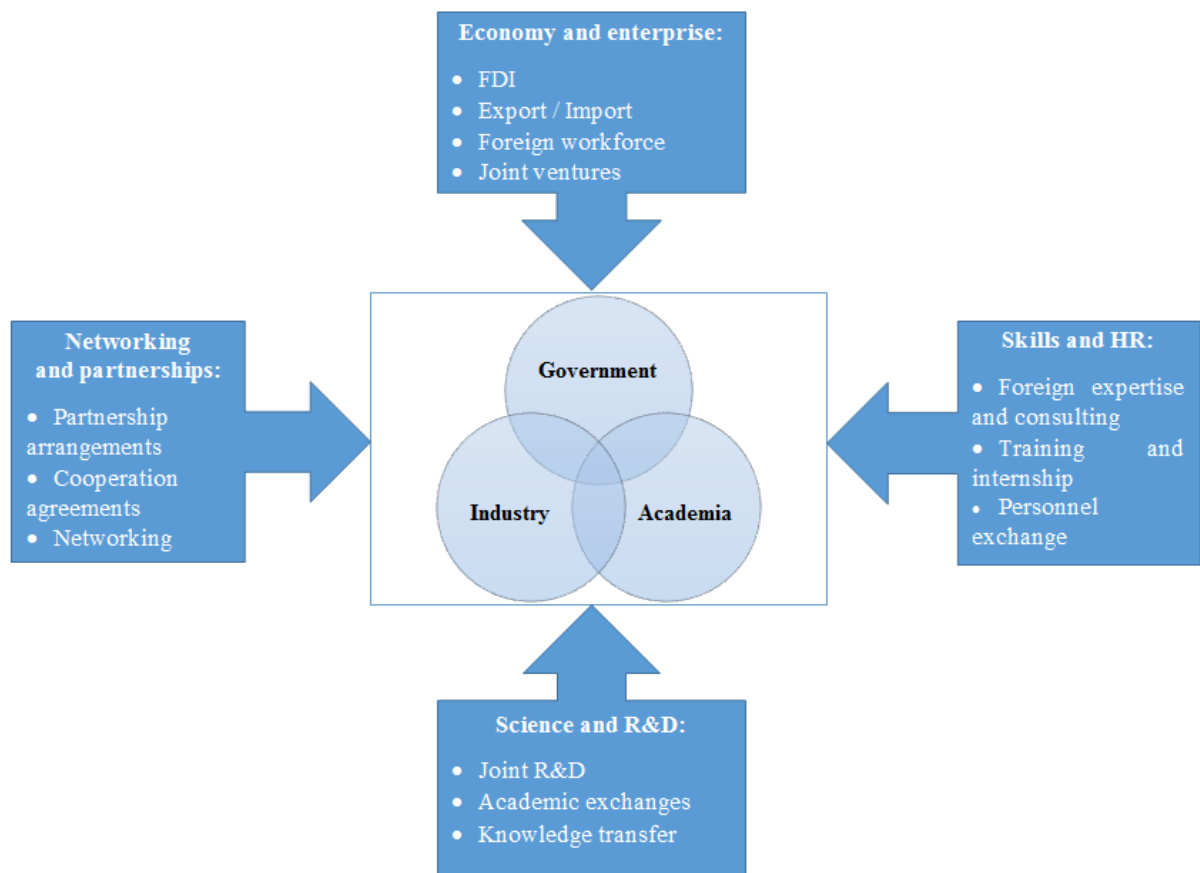 Economy and enterprise:
• FDI
• Export / Import
• Foreign workforce
• Joint ventures
Networking
and partnerships:
• Partnership
arrangements
• Cooperation
agreements
• Networking
Government
Industry
Academia
Skills and HR:
• Foreign expertise
and consulting
• Training and
internship
• Personnel
exchange
Science and R&D:
• Joint R&D
• Academic exchanges
• Knowledge transfer